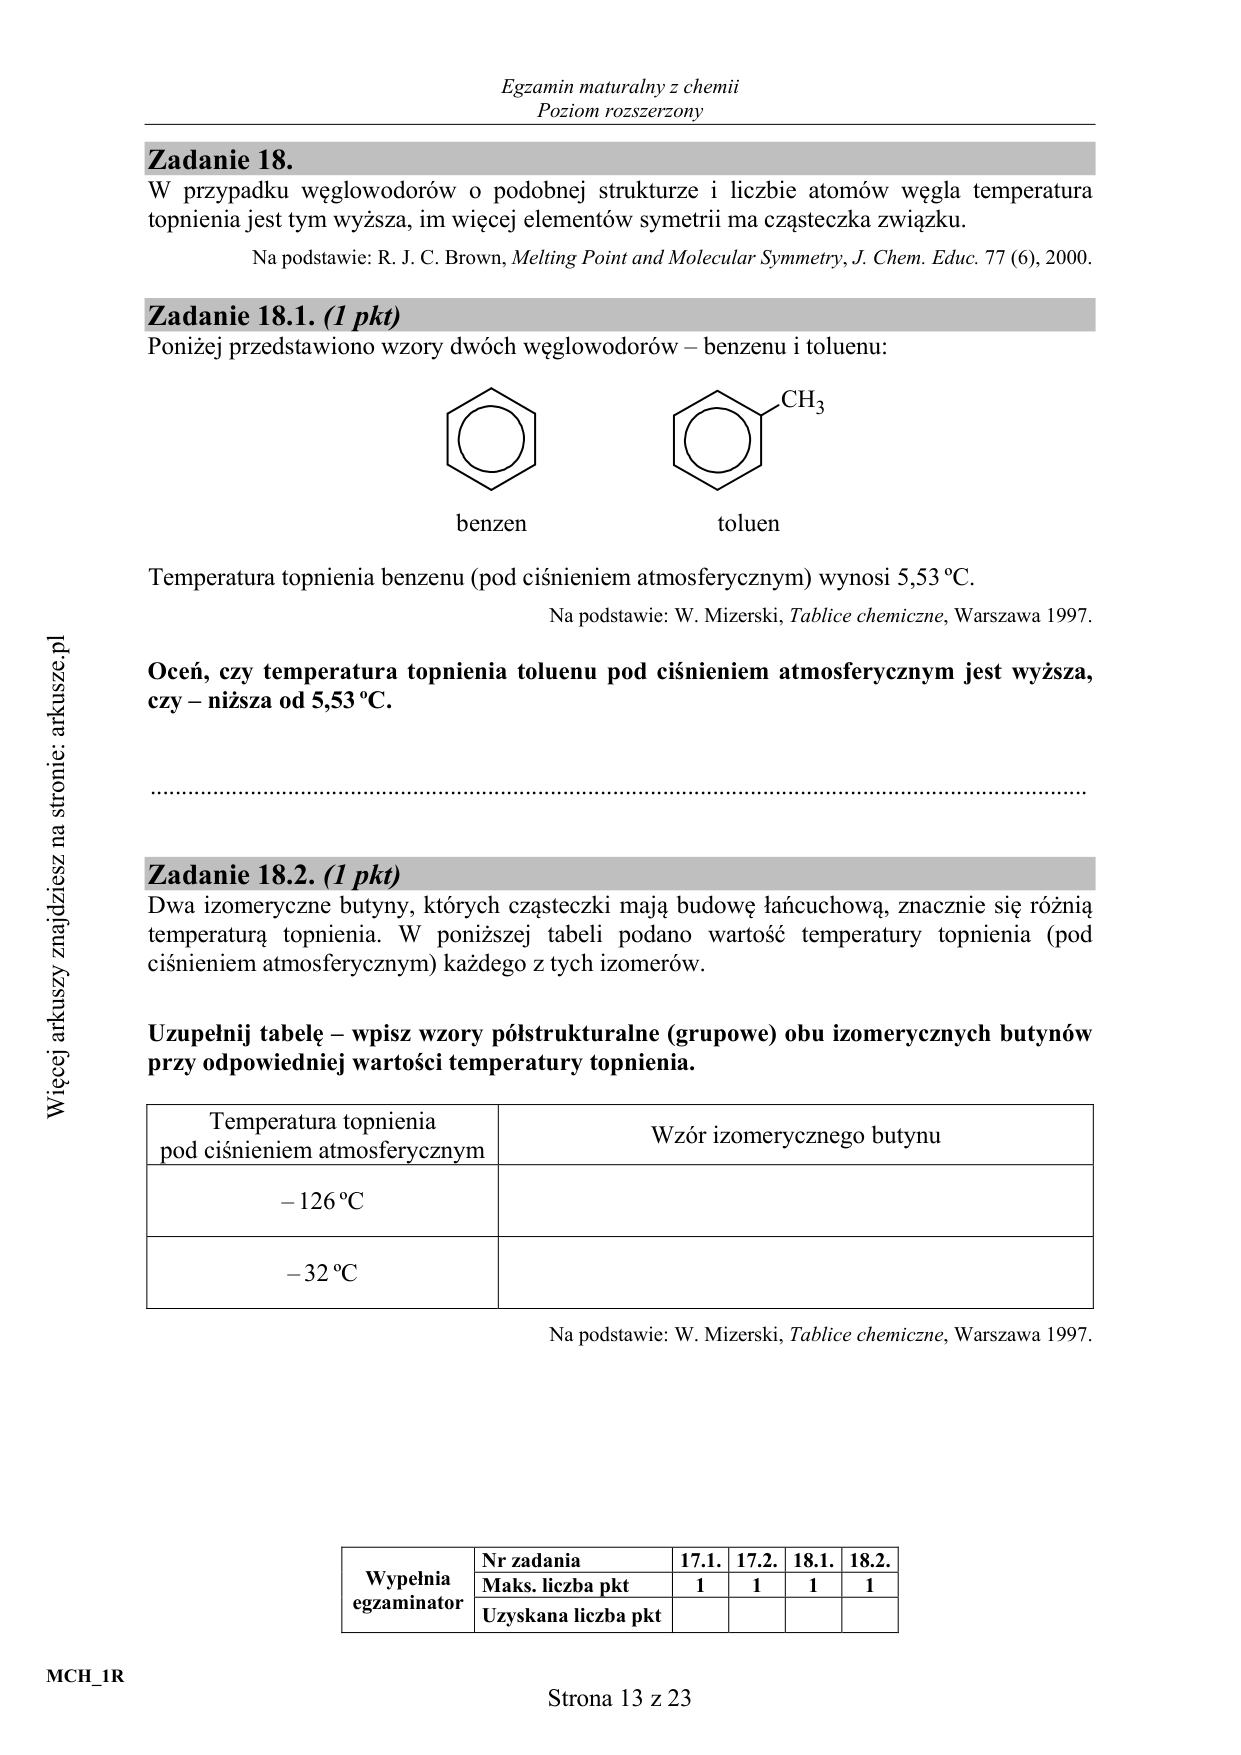 Egzamin maturalny z chemii
Poziom rozszerzony
Zadanie 18.
W przypadku węglowodorów o podobnej strukturze i liczbie atomów węgla temperatura
topnienia jest tym wyższa, im więcej elementów symetrii ma cząsteczka związku.
Na podstawie: R. J. C. Brown, Melting Point and Molecular Symmetry, J. Chem. Educ. 77 (6), 2000.
Zadanie 18.1. (1 pkt)
Poniżej przedstawiono wzory dwóch węglowodorów – benzenu i toluenu:
CH3
benzen toluen
Temperatura topnienia benzenu (pod ciśnieniem atmosferycznym) wynosi 5,53 ºC.
Na podstawie: W. Mizerski, Tablice chemiczne, Warszawa 1997.
Oceń, czy temperatura topnienia toluenu pod ciśnieniem atmosferycznym jest wyższa,
czy – niższa od 5,53 ºC.
Zadanie 18.2. (1 pkt)
Dwa izomeryczne butyny, których cząsteczki mają budowę łańcuchową, znacznie się różnią
temperaturą topnienia. W poniższej tabeli podano wartość temperatury topnienia (pod
ciśnieniem atmosferycznym) każdego z tych izomerów.
Uzupełnij tabelę – wpisz wzory półstrukturalne (grupowe) obu izomerycznych butynów
przy odpowiedniej wartości temperatury topnienia.
Temperatura topnienia
pod ciśnieniem atmosferycznym
Wzór izomerycznego butynu
– 126 ºC
– 32 ºC
Na podstawie: W. Mizerski, Tablice chemiczne, Warszawa 1997.
Wypełnia
egzaminator
Nr zadania 17.1. 17.2. 18.1. 18.2.
Maks. liczba pkt 1 1 1 1
Uzyskana liczba pkt
MCH_1R
Strona 13 z 23
Więcej arkuszy znajdziesz na stronie: arkusze.pl